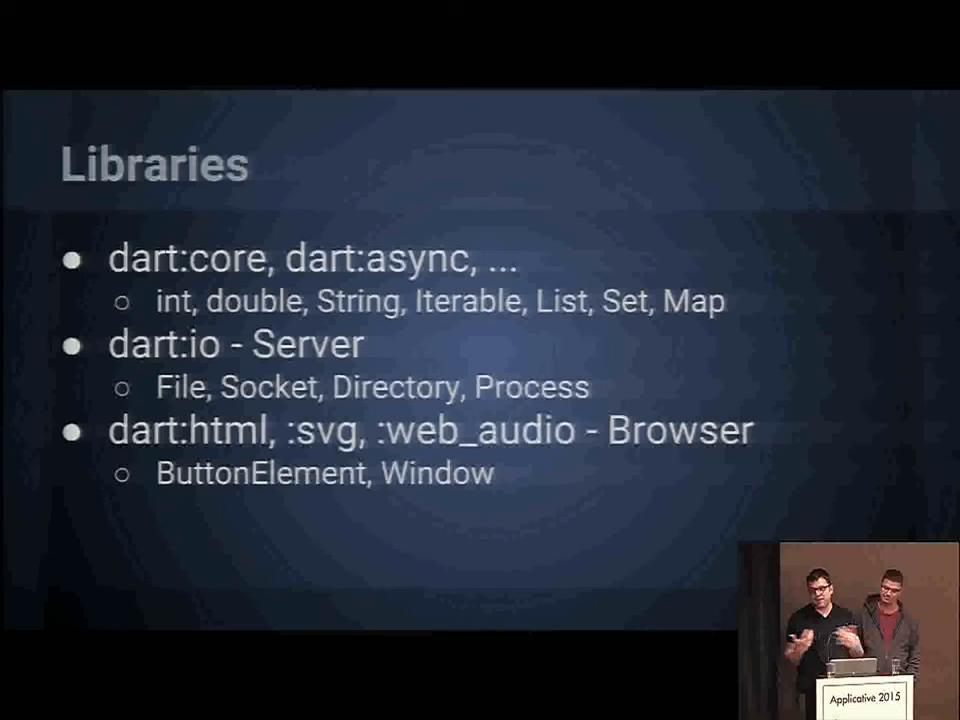 Libraries
● dart:core, dart:async, ...
○ int, double, String, Iterable, List, Set, Map
● dart:io - Server
○ File, Socket, Directory, Process
● dart:html, :svg, :web_audio - Browser
○ ButtonElement, Window
Applicative 2015